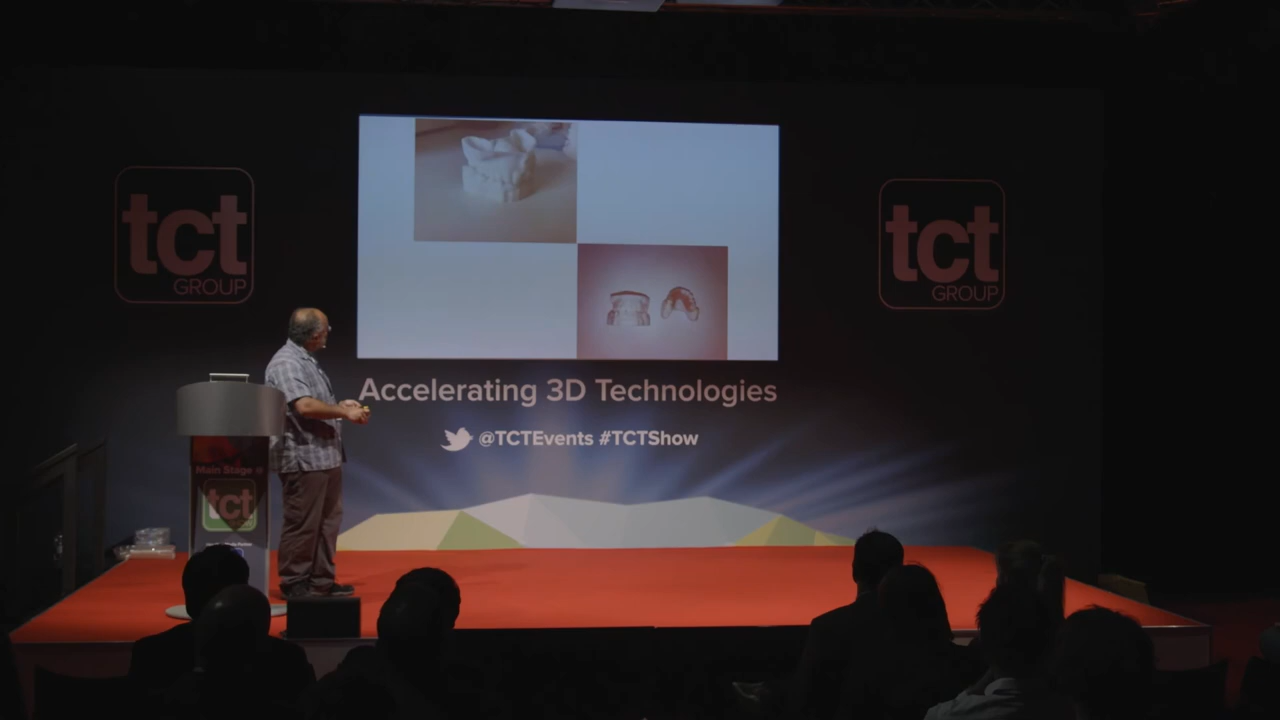 tct
GROUP
tct
GROUP
Accelerating 3D Technologies
@TCTEvents #TCTShow
Main Stage @
tct